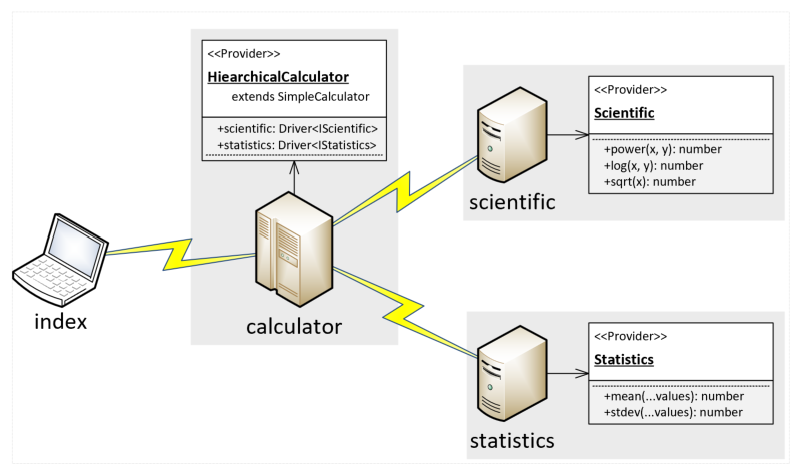 <<Provider>>
HiearchicalCalculator
extends SimpleCalculator
+scientific: Driver<IScientific>
+statistics: Driver<IStatistics>
<<Provider>>
Scientific
+power(x, y): number
+log(x, y): number
+sqrt(x): number
scientific
index
calculator
<<Provider>>
Statistics
+mean(...values): number
+stdev(...values): number
statistics